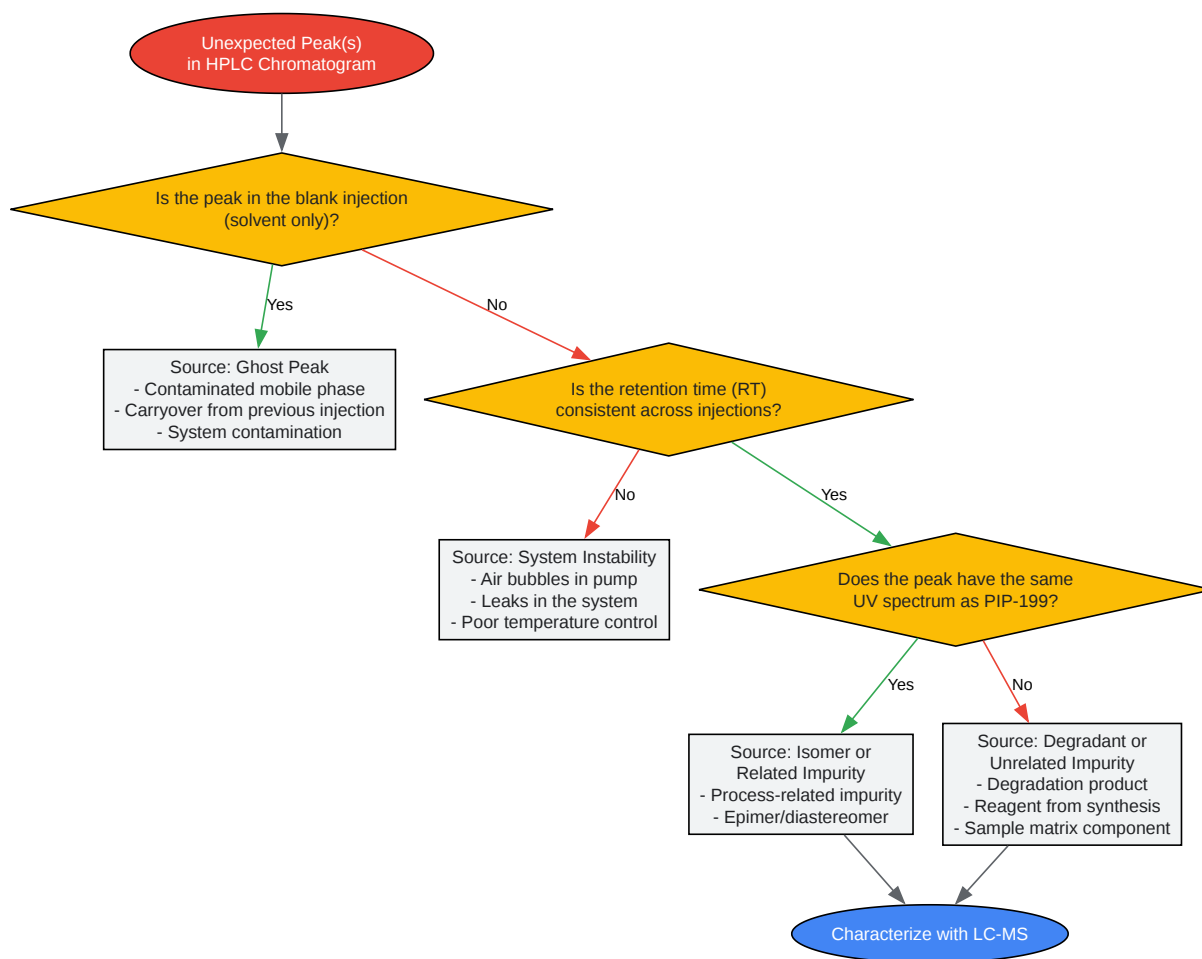 Unexpected Peak(s)
in HPLC Chromatogram
Is the peak in the blank injection
(solvent only)?
Yes
No
Source: Ghost Peak
- Contaminated mobile phase
- Carryover from previous injection
- System contamination
Is the retention time (RT)
consistent across injections?
No
Yes
Source: System Instability
- Air bubbles in pump
- Leaks in the system
- Poor temperature control
Does the peak have the same
UV spectrum as PIP-199?
Yes
No
Source: Isomer or
Related Impurity
- Process-related impurity
- Epimer/diastereomer
Source: Degradant or
Unrelated Impurity
- Degradation product
- Reagent from synthesis
- Sample matrix component
Characterize with LC-MS